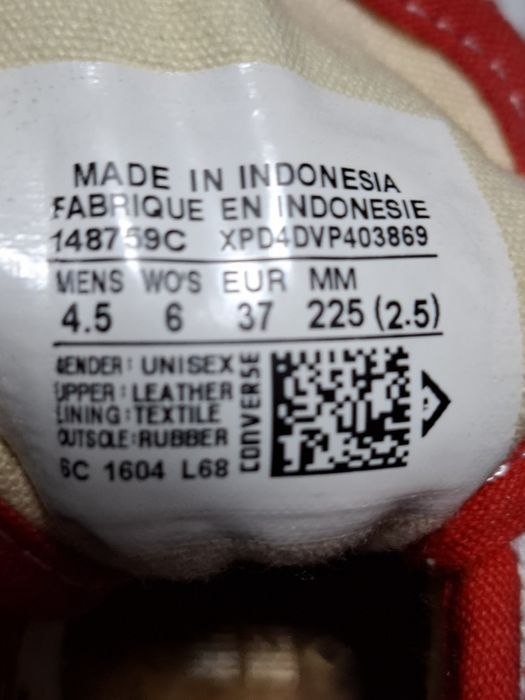 MADE IN INDONESIA
FABRIQUE EN INDONESIE
148759C XPD4DVP403869
MENS WO'S EUR MM
4.5 6 37 225 (2.5)
GENDER: UNISEX
UPPER: LEATHER
LINING: TEXTILE
OUTSOLE: RUBBER
6C 1604 L68
CONVERSE